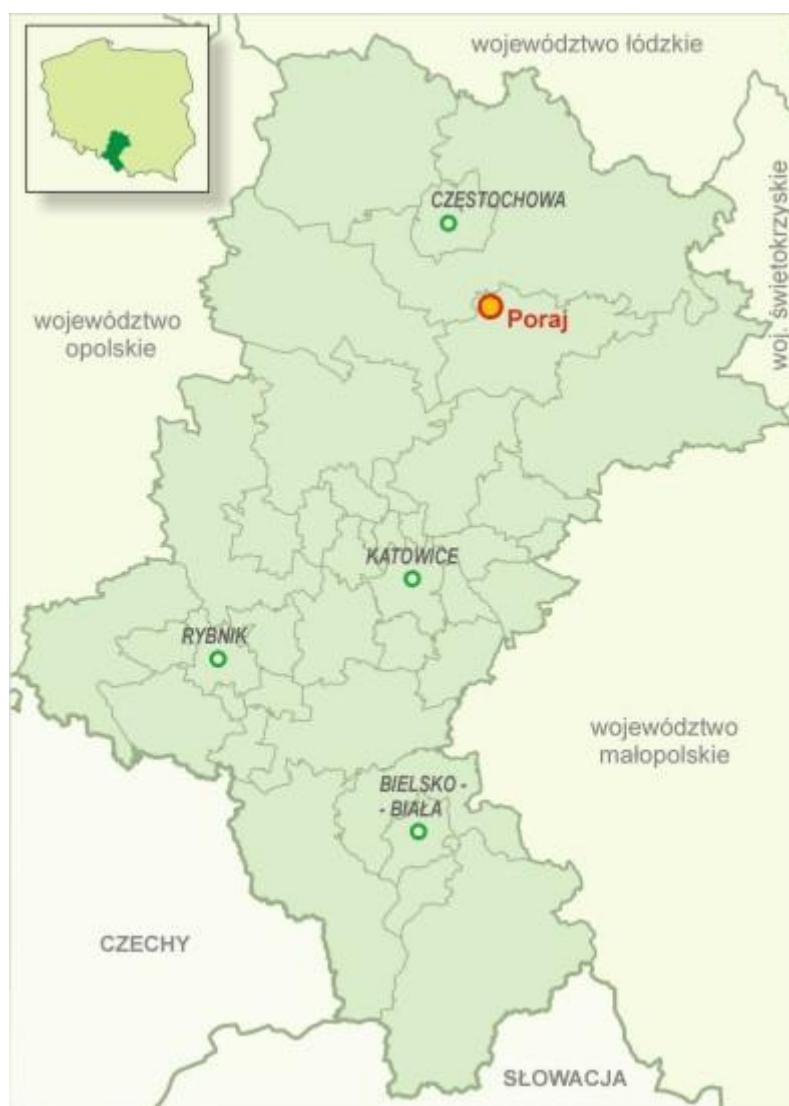 województwo łódzkie
CZĘSTOCHOWA
woj. świętokrzyskie
Poraj
województwo
opolskie
KATOWICE
RYBNIK
województwo
małopolskie
BIELSKO -
- BIAŁA
CZECHY
SŁOWACJA